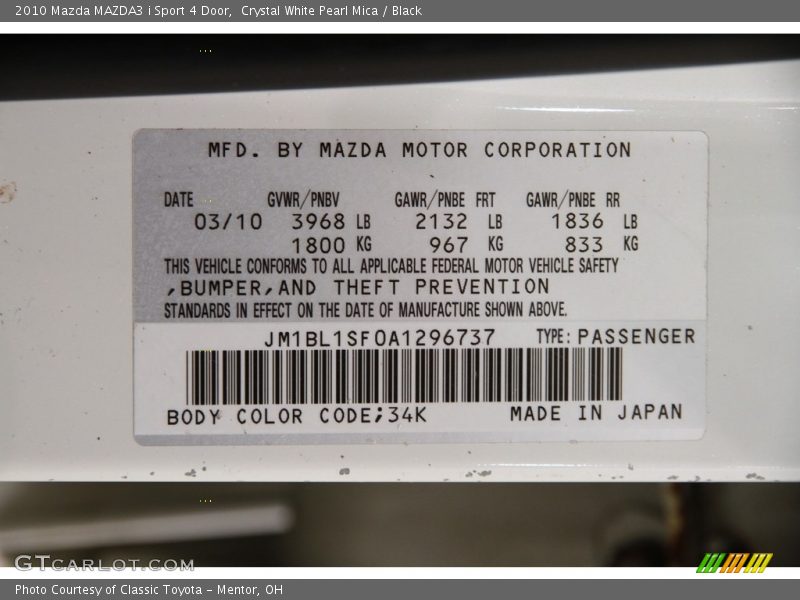 2010 Mazda MAZDA3 i Sport 4 Door,  Crystal White Pearl Mica / Black
MFD. BY MAZDA MOTOR CORPORATION
DATE GVWR/PNBV GAWR/PNBE FRT GAWR/PNBE RR
03/10 3968 LB 2132 LB 1836 LB
1800 KG 967 KG 833 KG
THIS VEHICLE CONFORMS TO ALL APPLICABLE FEDERAL MOTOR VEHICLE SAFETY
,BUMPER,AND THEFT PREVENTION
STANDARDS IN EFFECT ON THE DATE OF MANUFACTURE SHOWN ABOVE.
JM1BL1SF0A1296737 TYPE: PASSENGER
BODY COLOR CODE;34K MADE IN JAPAN
GTCARLOT.COM
Photo Courtesy of Classic Toyota - Mentor, OH